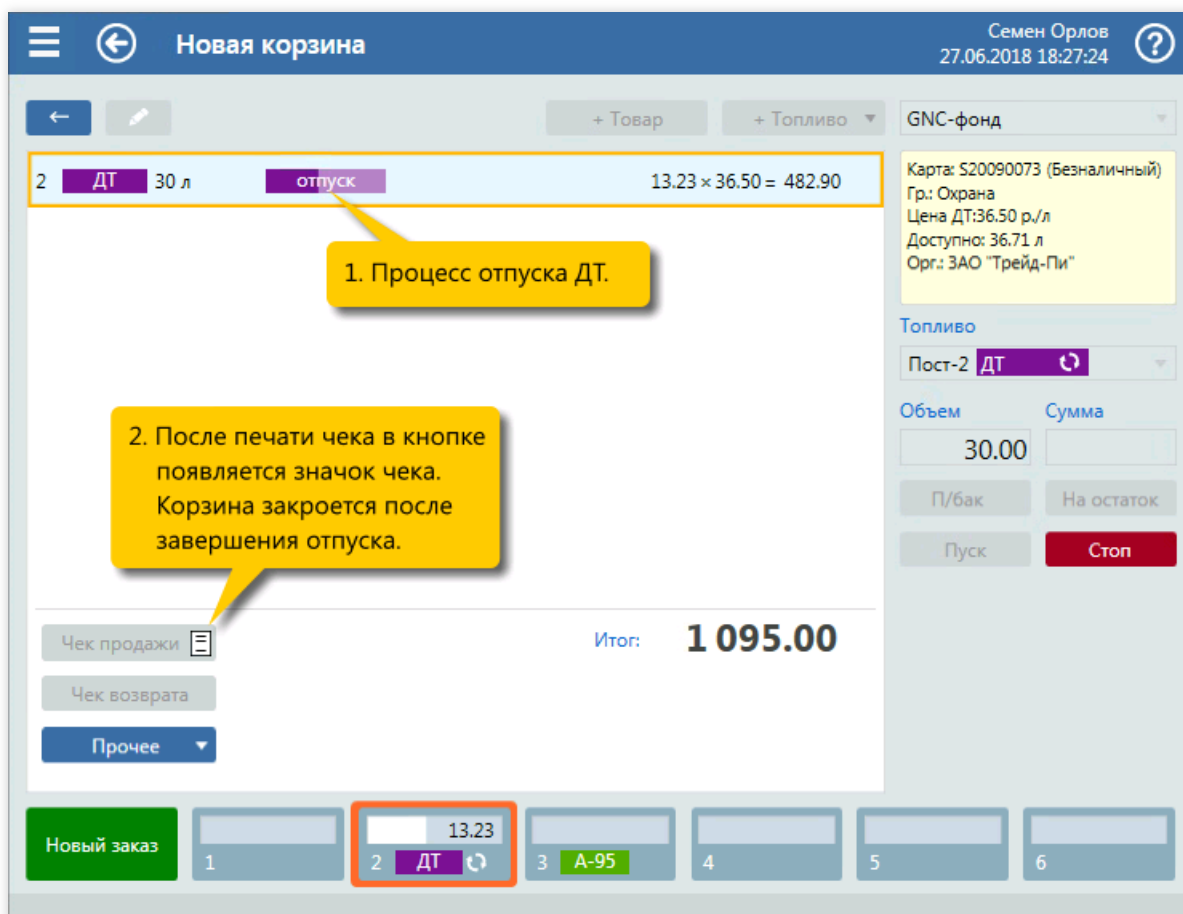 Новая корзина
Семен Орлов
27.06.2018 18:27:24
?
+ Товар
+ Топливо
GNC-фонд
2 ДТ 30 л отпуск 13.23 × 36.50 = 482.90
Карта: S20090073 (Безналичный)
Гр.: Охрана
Цена ДТ:36.50 р./л
Доступно: 36.71 л
Орг.: ЗАО "Трейд-Пи"
1. Процесс отпуска ДТ.
Топливо
Пост-2 ДТ
Объем Сумма
30.00
П/бак На остаток
Пуск Стоп
2. После печати чека в кнопке
появляется значок чека.
Корзина закроется после
завершения отпуска.
Чек продажи
Итог: 1 095.00
Чек возврата
Прочее
Новый заказ
1
13.23
2 ДТ
3 А-95
4
5
6